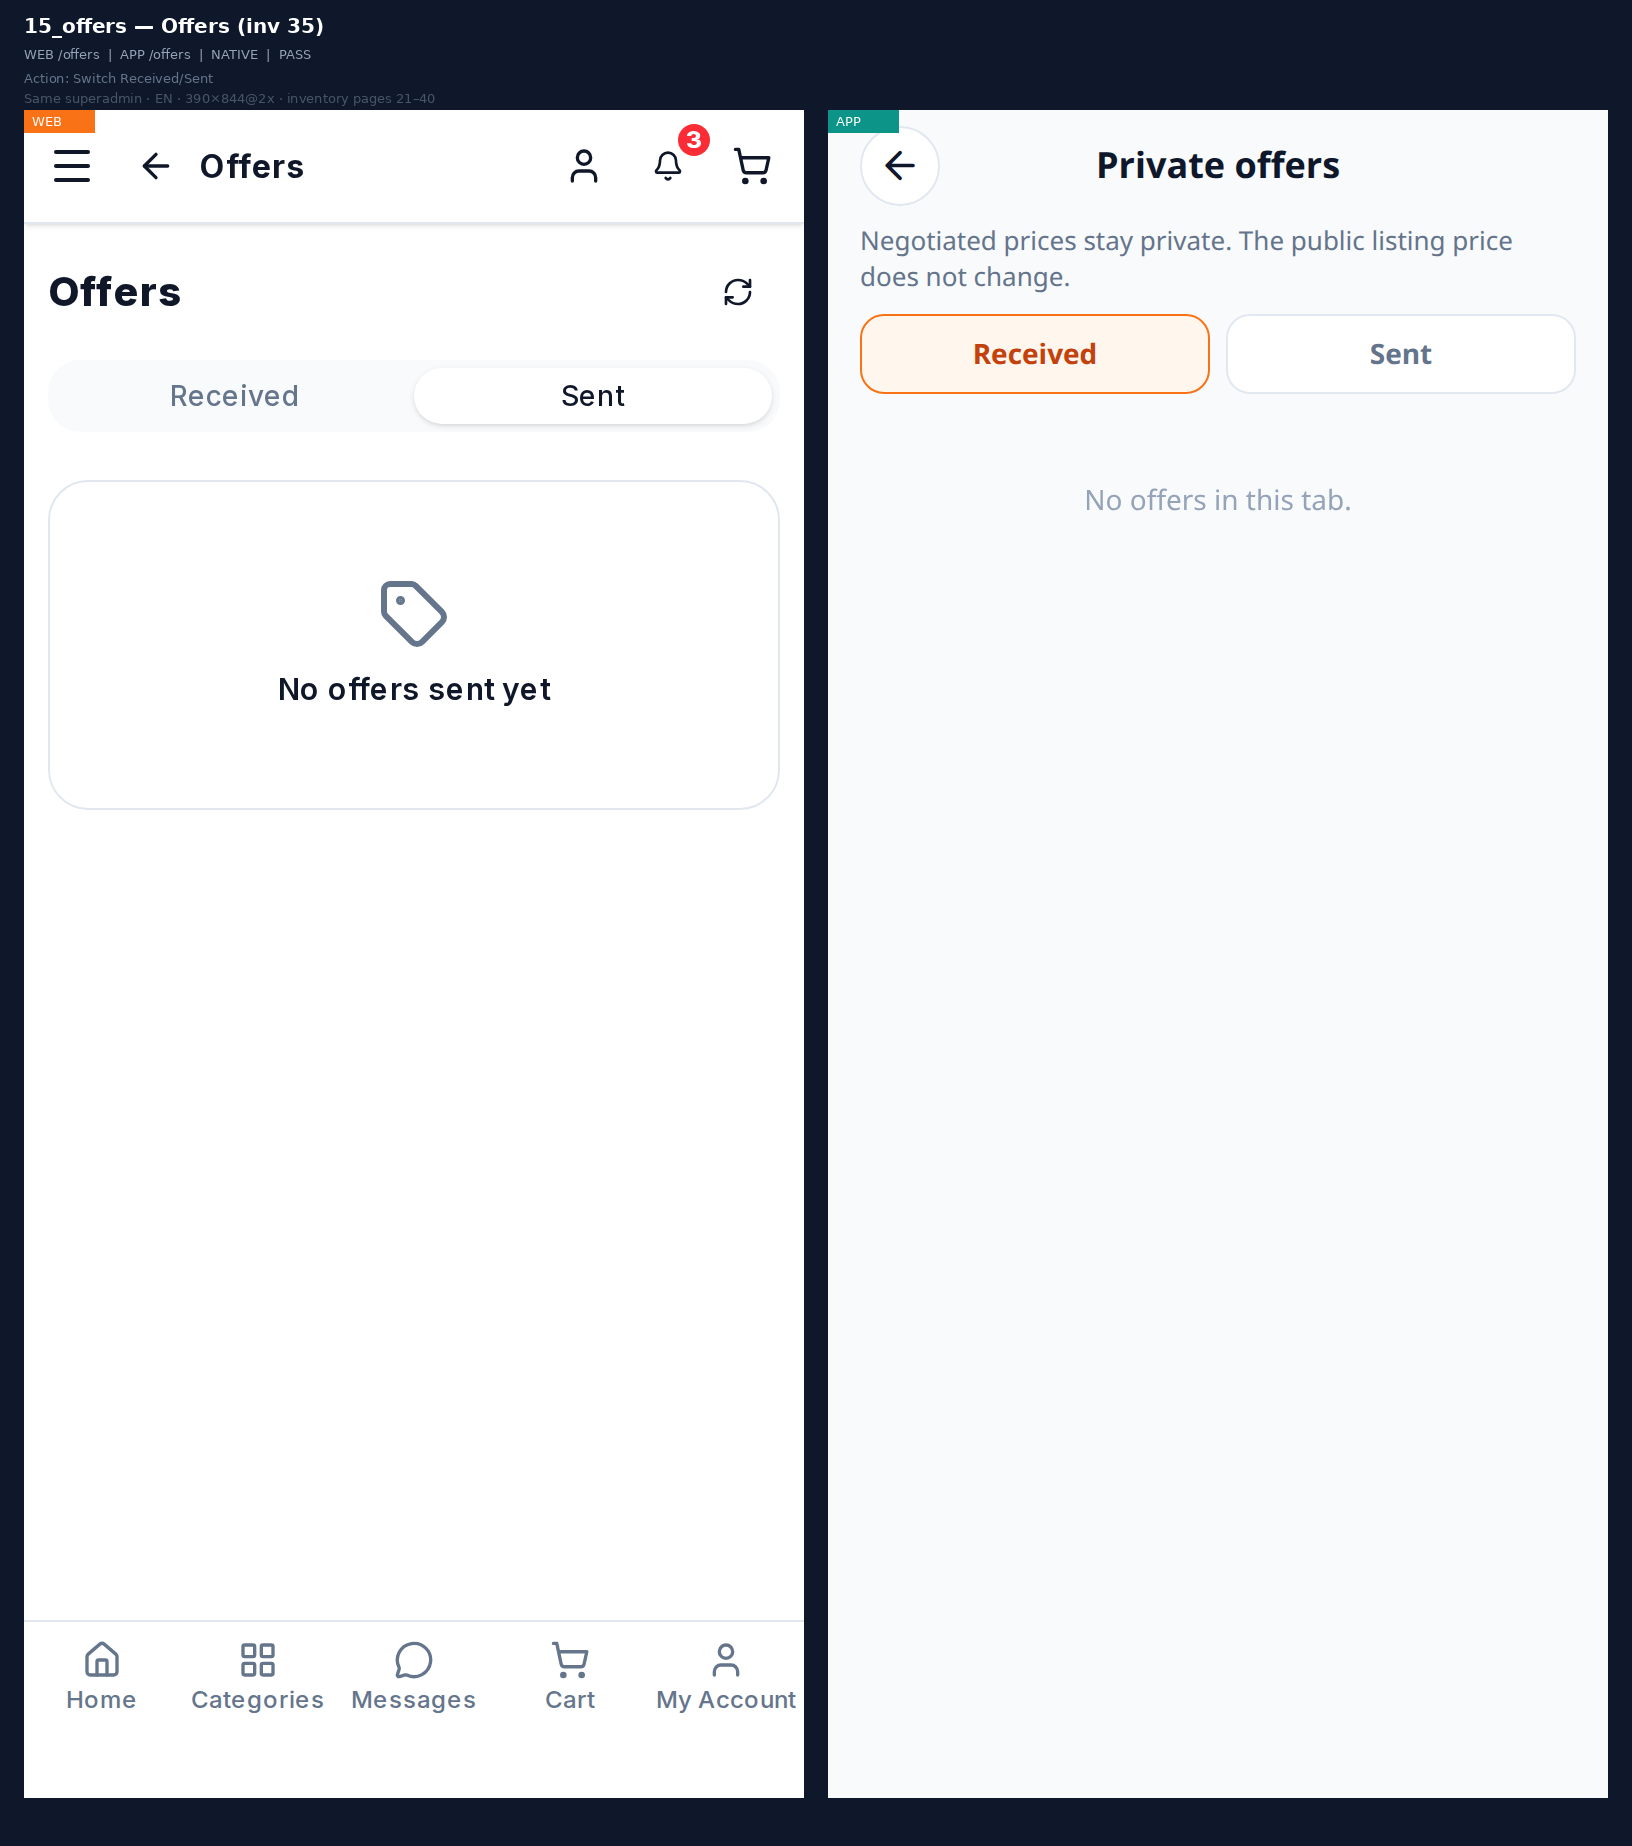 15_offers — Offers (inv 35)
WEB /offers | APP /offers | NATIVE | PASS
Action: Switch Received/Sent
Same superadmin · EN · 390×844@2x · inventory pages 21–40
WEB
Offers
3
Offers
Received
Sent
No offers sent yet
Home
Categories
Messages
Cart
My Account
APP
Private offers
Negotiated prices stay private. The public listing price
does not change.
Received
Sent
No offers in this tab.